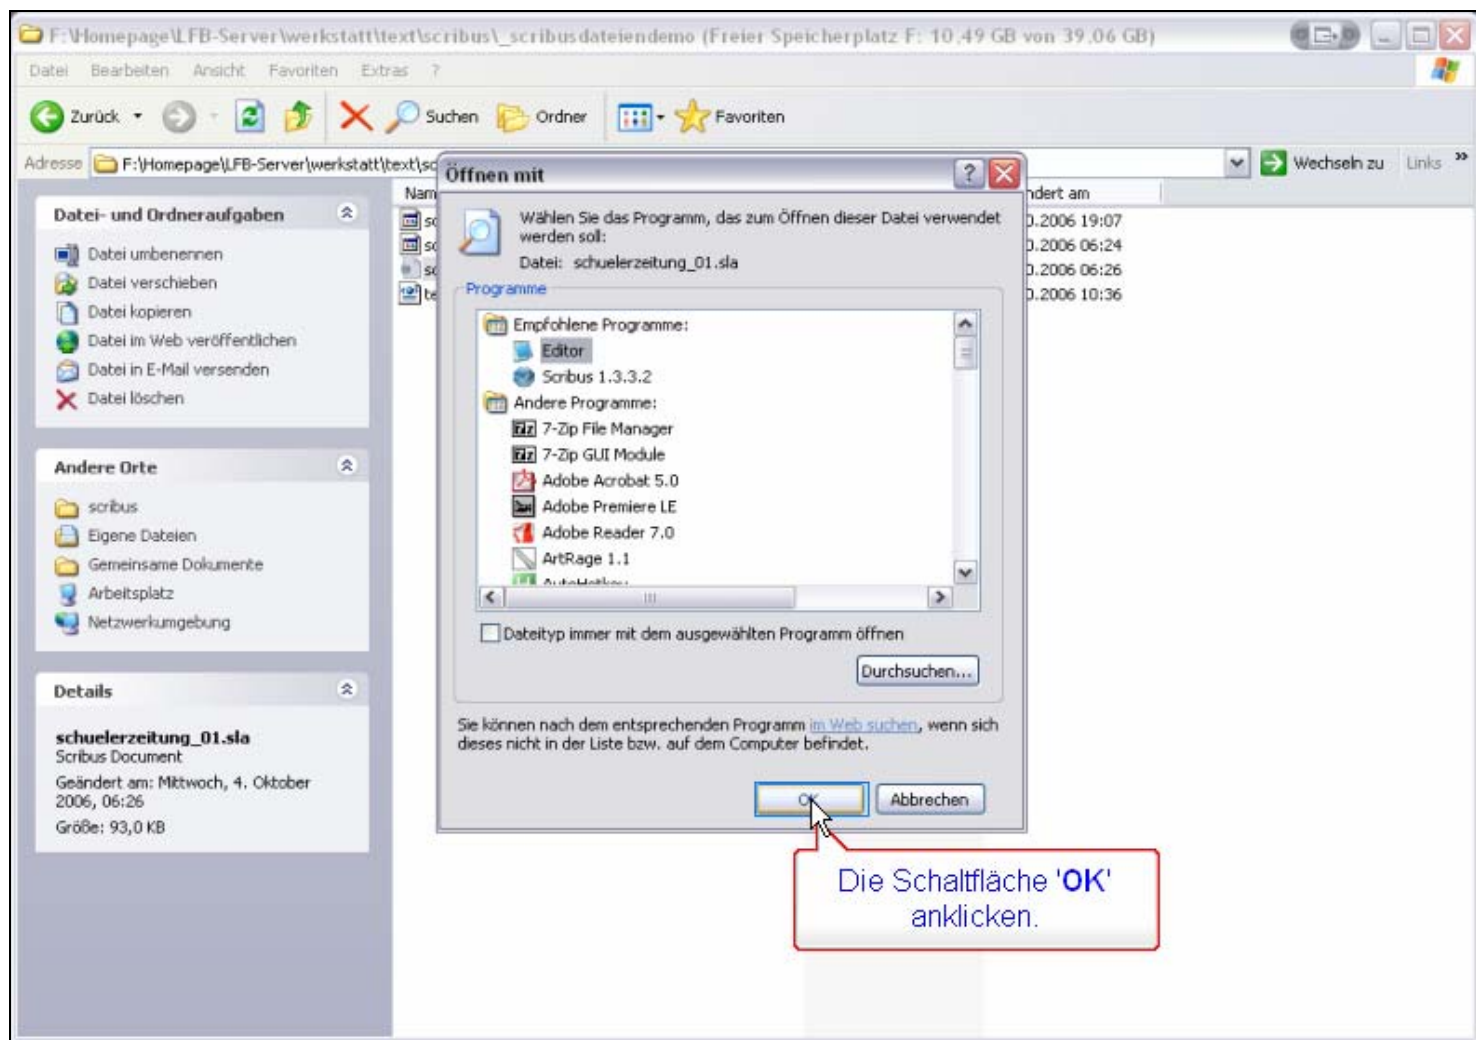 F:\Homepage\LFB-Server\werkstatt\text\scribus\_scribusdateiendemo (Freier Speicherplatz F: 10,49 GB von 39,06 GB)
Datei Bearbeiten Ansicht Favoriten Extras ?
Zurück Suchen Ordner Favoriten
Adresse F:\Homepage\LFB-Server\werkstatt\text\sc Wechseln zu Links »
Öffnen mit
Wählen Sie das Programm, das zum Öffnen dieser Datei verwendet
werden soll:
Datei: schuelerzeitung_01.sla
Programme
Empfohlene Programme:
Editor
Scribus 1.3.3.2
Andere Programme:
7-Zip File Manager
7-Zip GUI Module
Adobe Acrobat 5.0
Adobe Premiere LE
Adobe Reader 7.0
ArtRage 1.1
AutoHotkey
Dateityp immer mit dem ausgewählten Programm öffnen
Durchsuchen...
Sie können nach dem entsprechenden Programm im Web suchen, wenn sich
dieses nicht in der Liste bzw. auf dem Computer befindet.
OK Abbrechen
Die Schaltfläche 'OK'
anklicken.
Datei- und Ordneraufgaben
Datei umbenennen
Datei verschieben
Datei kopieren
Datei im Web veröffentlichen
Datei in E-Mail versenden
Datei löschen
Andere Orte
scribus
Eigene Dateien
Gemeinsame Dokumente
Arbeitsplatz
Netzwerkumgebung
Details
schuelerzeitung_01.sla
Scribus Document
Geändert am: Mittwoch, 4. Oktober
2006, 06:26
Größe: 93,0 KB
Nam ndert am
sc 0.2006 19:07
sc 0.2006 06:24
sc 0.2006 06:26
te 0.2006 10:36